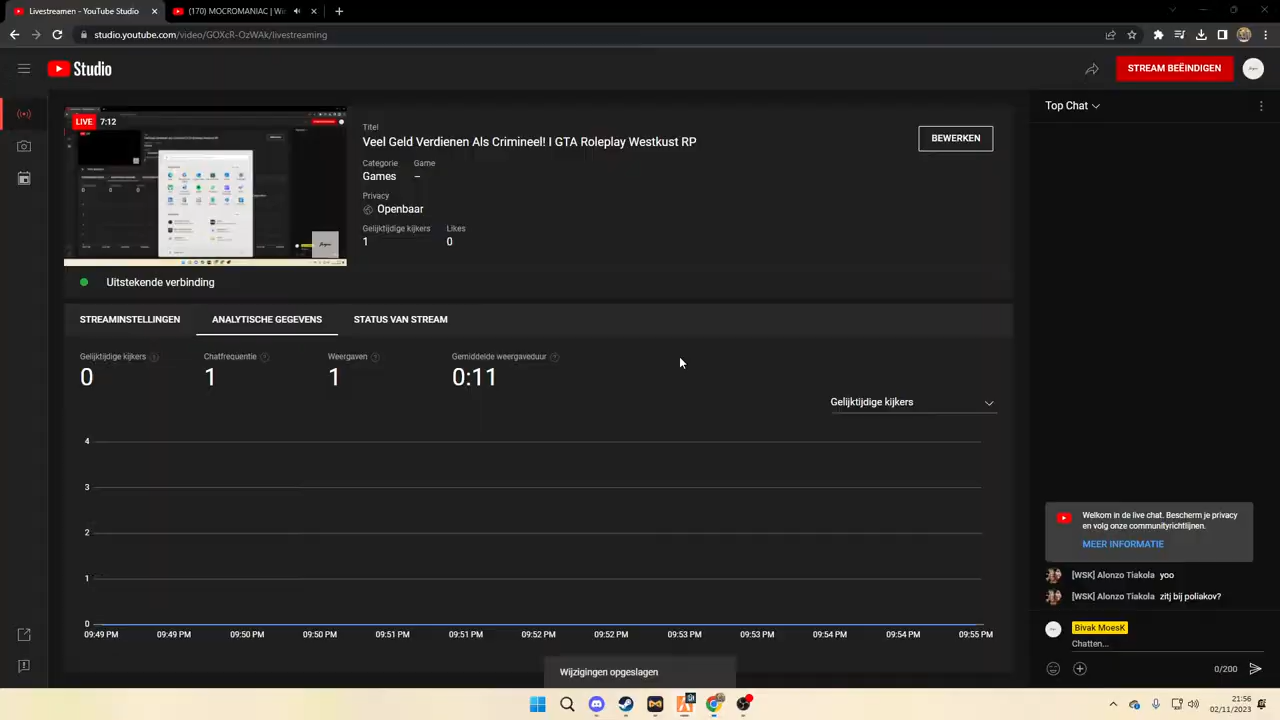 Livestreamen - YouTube Studio
(170) MOCROMANIAC | Wi
studio.youtube.com/video/GOXcR-OzWAk/livestreaming
Studio
STREAM BEËINDIGEN
LIVE 7:12
Titel
Veel Geld Verdienen Als Crimineel! I GTA Roleplay Westkust RP
BEWERKEN
Categorie Game
Games –
Privacy
Openbaar
Gelijktijdige kijkers Likes
1 0
Uitstekende verbinding
STREAMINSTELLINGEN ANALYTISCHE GEGEVENS STATUS VAN STREAM
Gelijktijdige kijkers Chatfrequentie Weergaven Gemiddelde weergaveduur
0 1 1 0:11
Gelijktijdige kijkers
4
3
2
1
0
09:49 PM 09:49 PM 09:50 PM 09:50 PM 09:51 PM 09:51 PM 09:52 PM 09:52 PM 09:53 PM 09:53 PM 09:54 PM 09:54 PM 09:55 PM
Wijzigingen opgeslagen
Top Chat
Welkom in de live chat. Bescherm je privacy
en volg onze communityrichtlijnen.
MEER INFORMATIE
[WSK] Alonzo Tiakola yoo
[WSK] Alonzo Tiakola zitj bij poliakov?
Bivak MoesK
Chatten...
0/200
21:56
02/11/2023